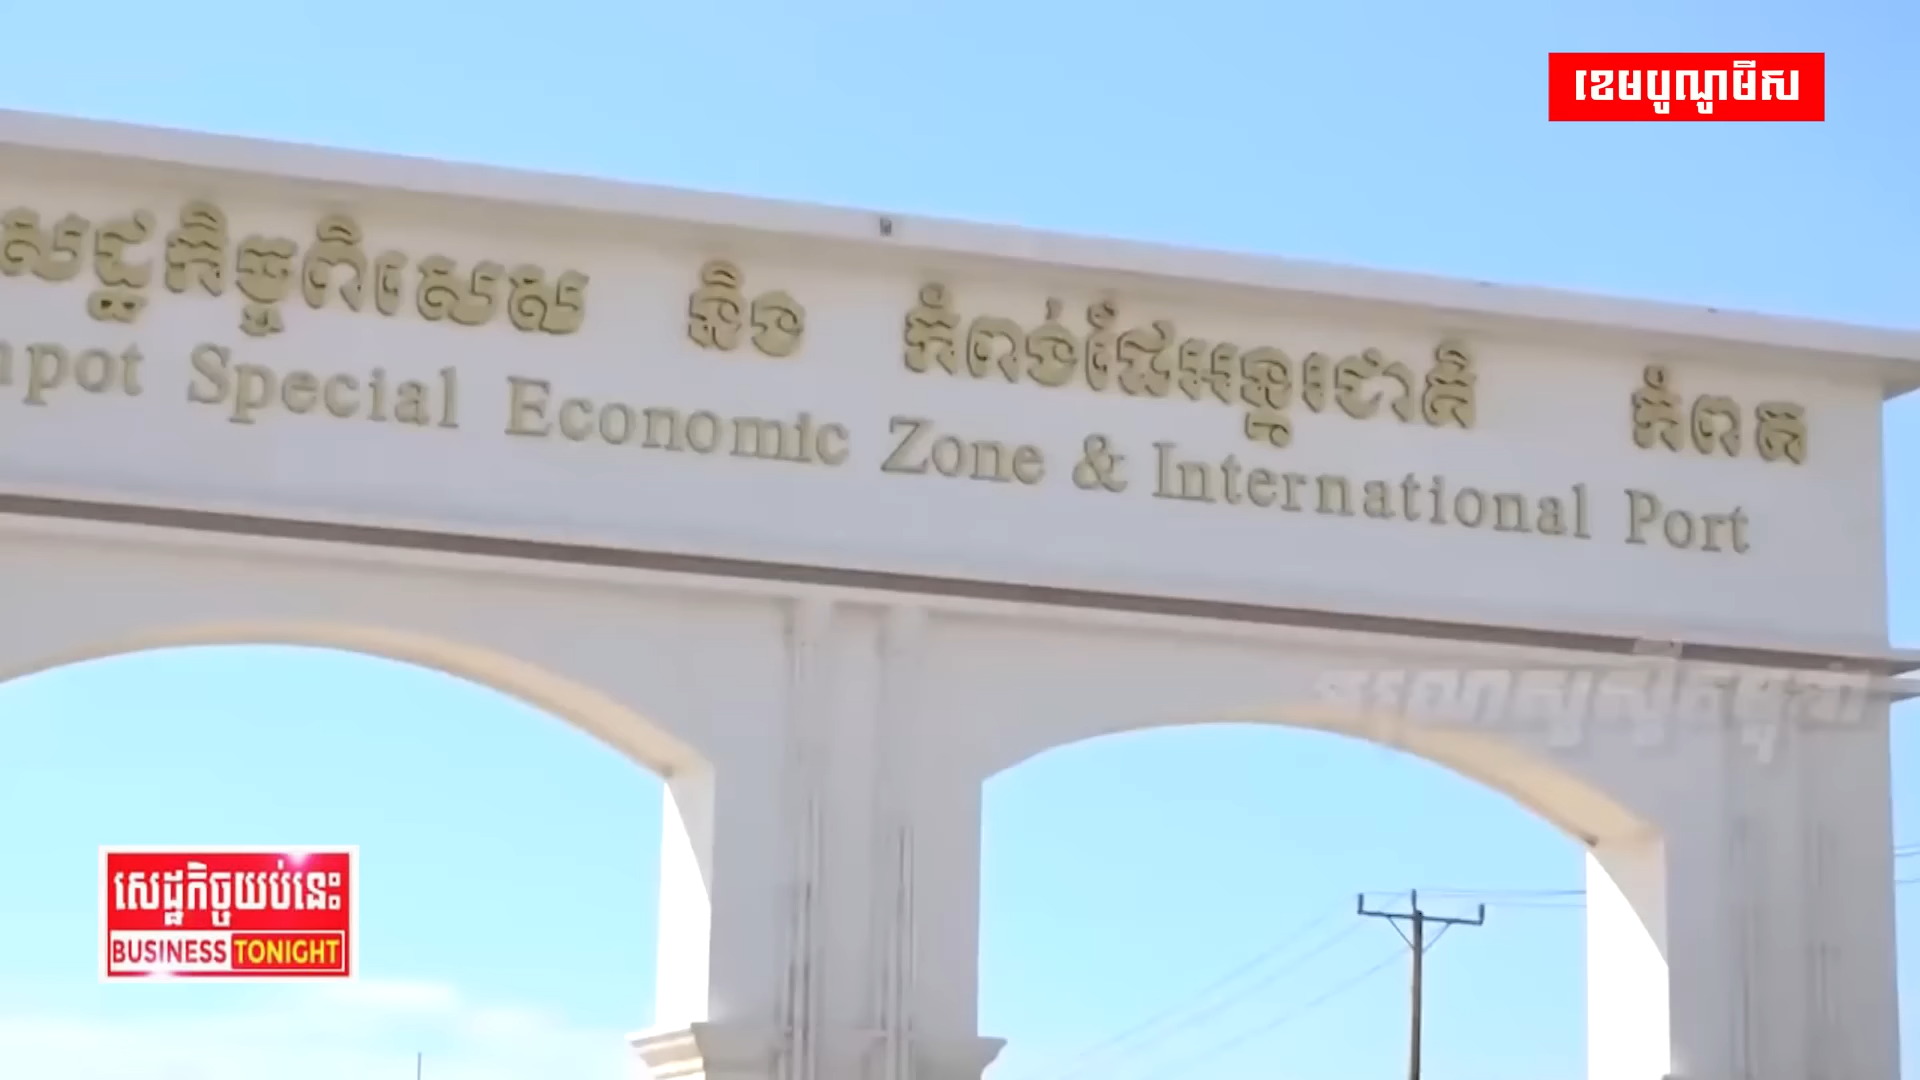 ខេមបូណូមីស
សេដ្ឋកិច្ចពិសេស និង កំពង់ផែអន្តរជាតិ កំពត
mpot Special Economic Zone & International Port
សេដ្ឋកិច្ចយប់នេះ
BUSINESS TONIGHT